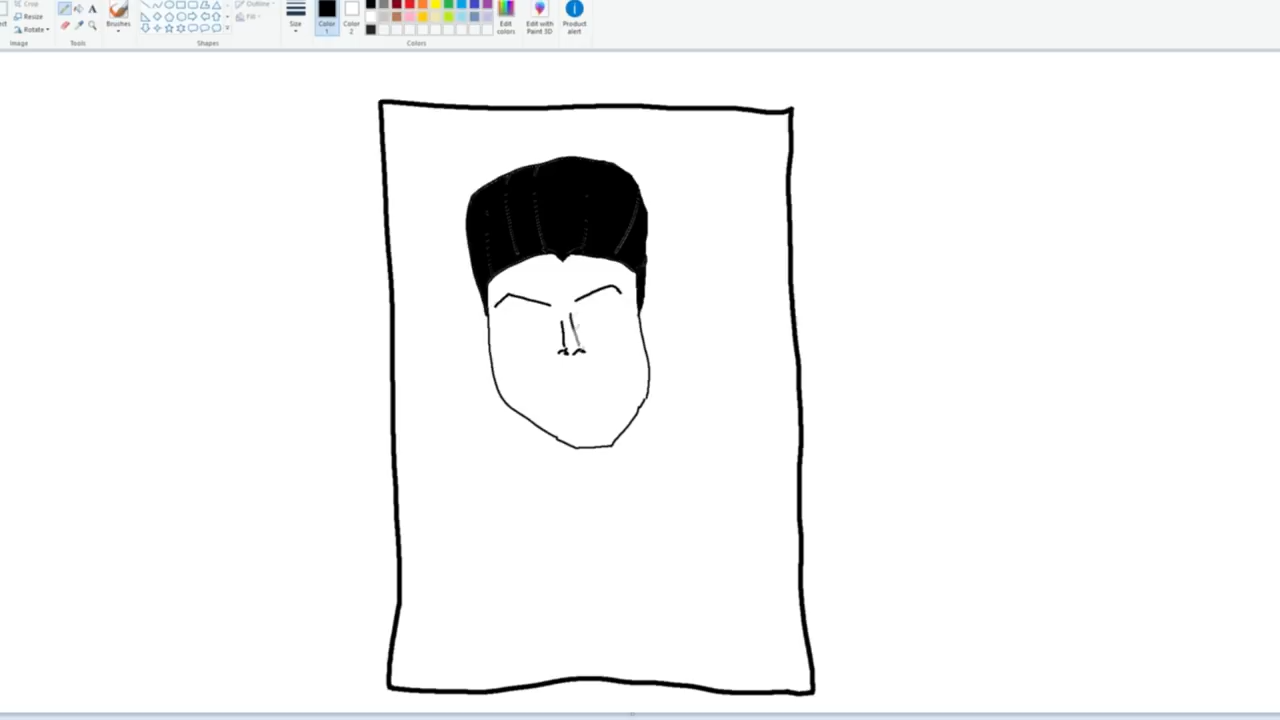 Crop
Resize
Rotate
Image
A
Tools
Brushes
Outline
Fill
Shapes
Size
Color
1
Color
2
Edit
colors
Colors
Edit with
Paint 3D
Product
alert